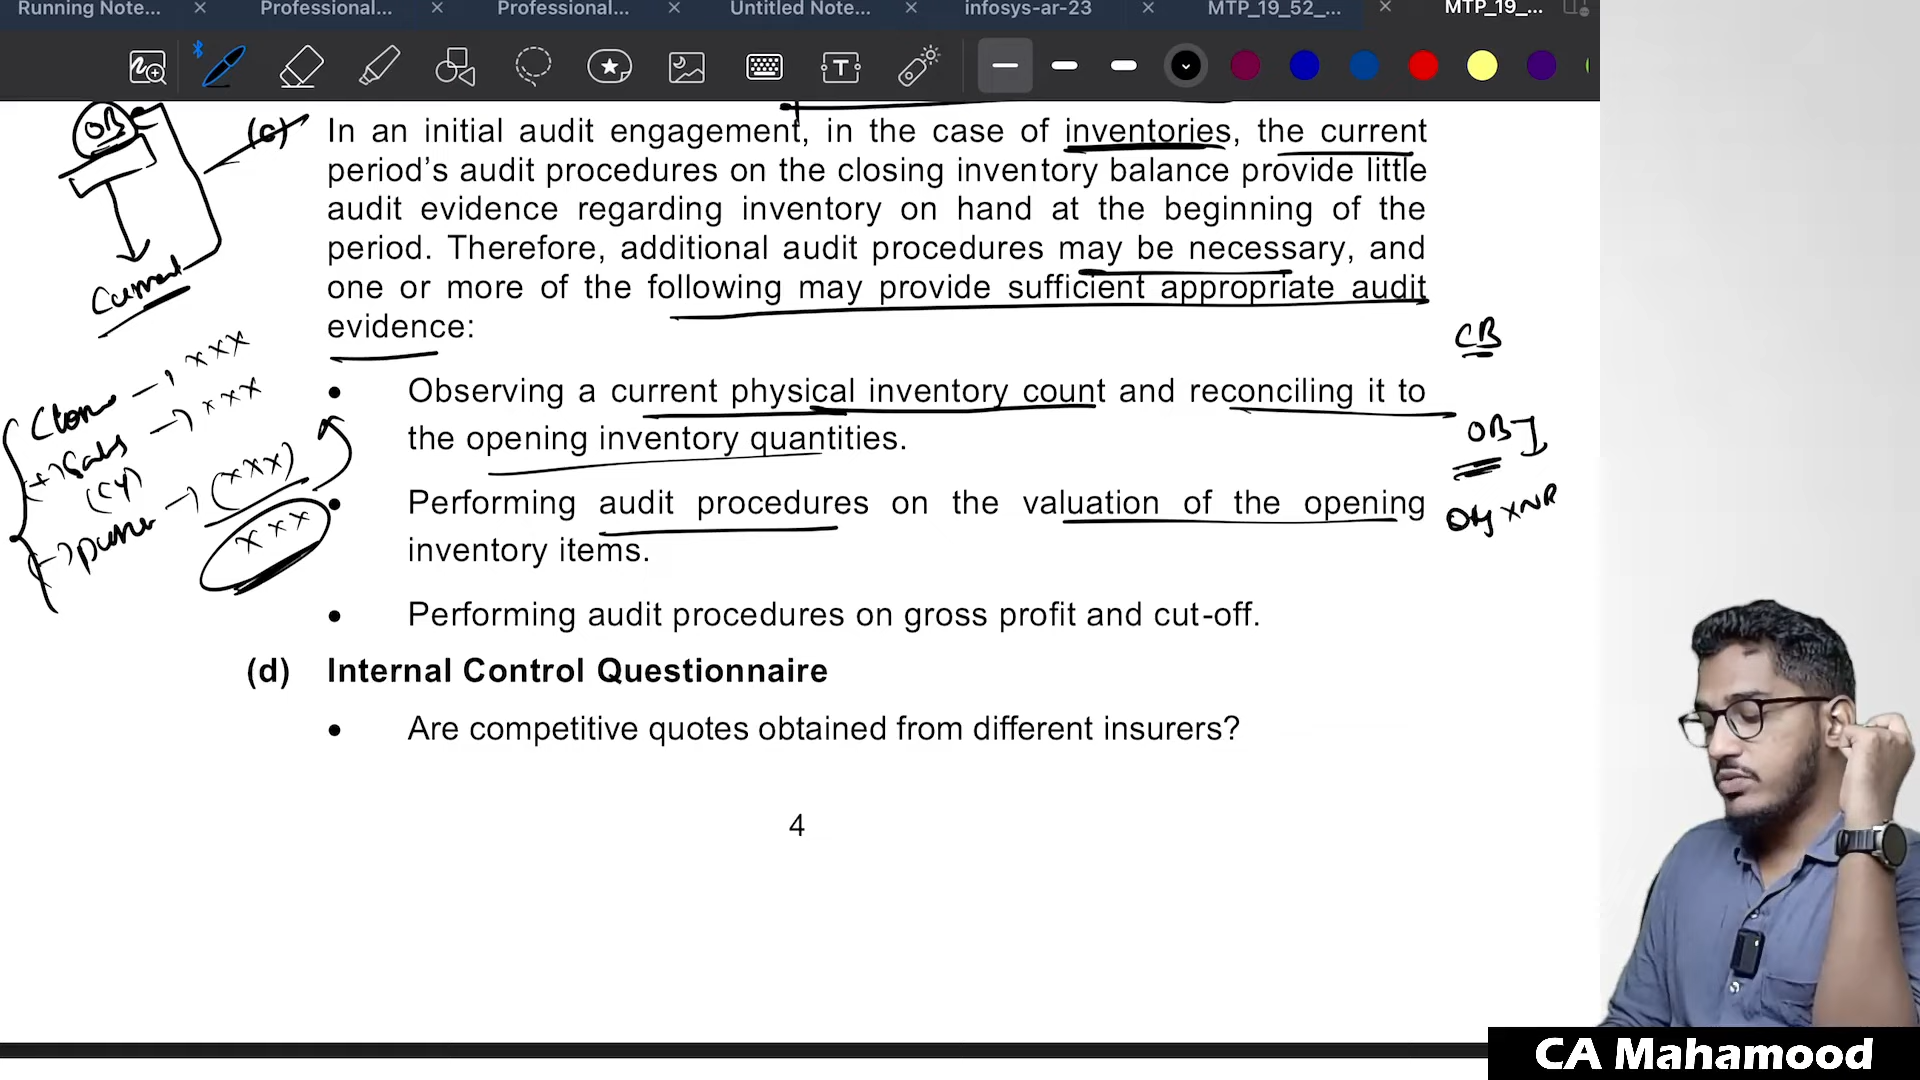 Running Note...
Professional...
Professional...
Untitled Note...
infosys-ar-23
MTP_19_52_...
MTP_19_...
T
OB
(c) In an initial audit engagement, in the case of inventories, the current
period's audit procedures on the closing inventory balance provide little
audit evidence regarding inventory on hand at the beginning of the
period. Therefore, additional audit procedures may be necessary, and
one or more of the following may provide sufficient appropriate audit
evidence:
Current
CB
xxx
• Observing a current physical inventory count and reconciling it to
the opening inventory quantities.
xxx
(+) Sales
(CY)
(xxx)
OB
• Performing audit procedures on the valuation of the opening
inventory items.
xxx
• Performing audit procedures on gross profit and cut-off.
(d) Internal Control Questionnaire
• Are competitive quotes obtained from different insurers?
4
CA Mahamood